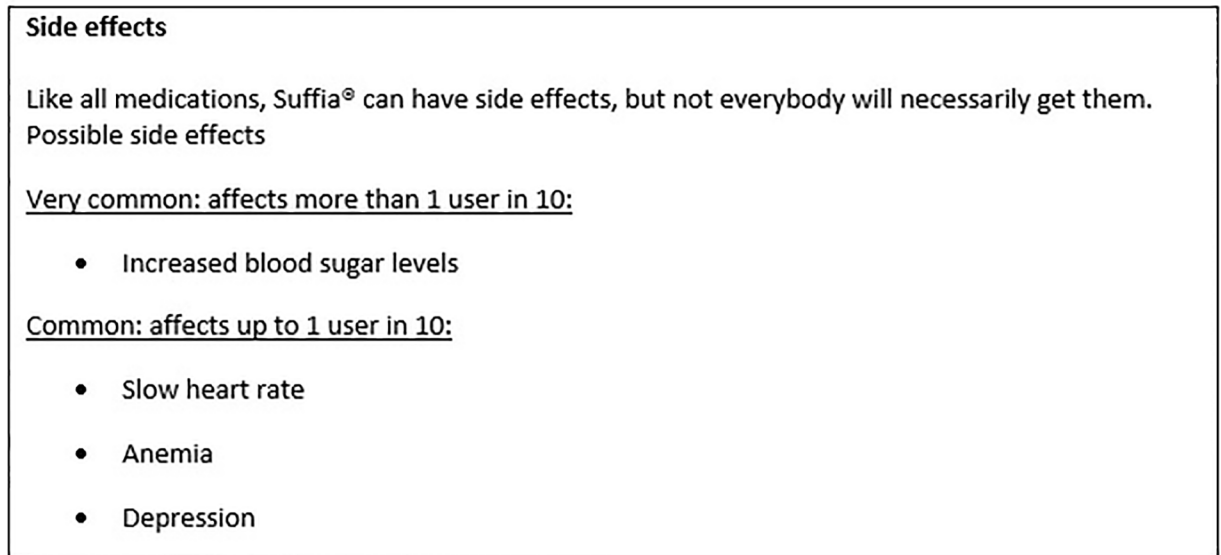 Side effects
Like all medications, Suffia® can have side effects, but not everybody will necessarily get them.
Possible side effects
Very common: affects more than 1 user in 10:
• Increased blood sugar levels
Common: affects up to 1 user in 10:
• Slow heart rate
• Anemia
• Depression